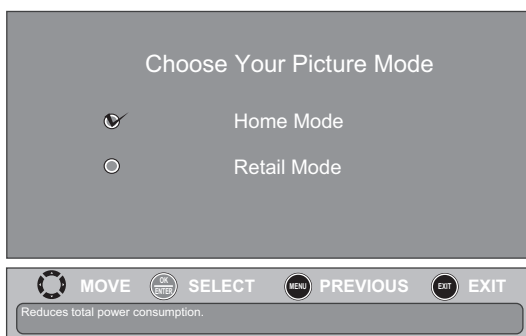 Choose Your Picture Mode
Home Mode
Retail Mode
MOVE OK ENTER SELECT MENU PREVIOUS EXIT EXIT
Reduces total power consumption.